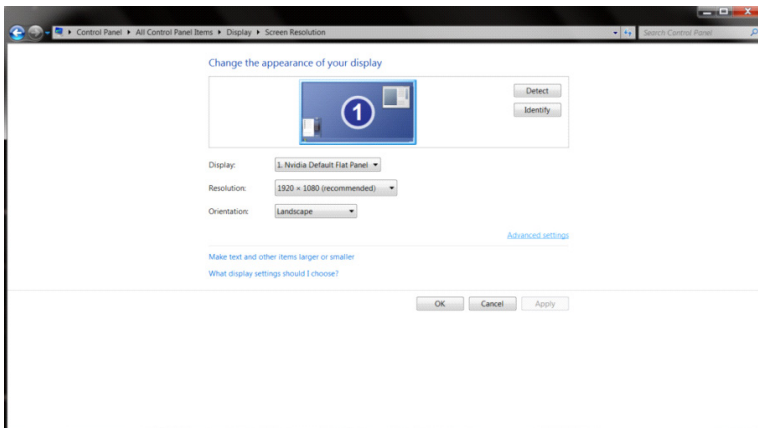 Control Panel ▸ All Control Panel Items ▸ Display ▸ Screen Resolution
Search Control Panel
Change the appearance of your display
1
Detect
Identify
Display: 1. Nvidia Default Flat Panel
Resolution: 1920 × 1080 (recommended)
Orientation: Landscape
Advanced settings
Make text and other items larger or smaller
What display settings should I choose?
OK Cancel Apply